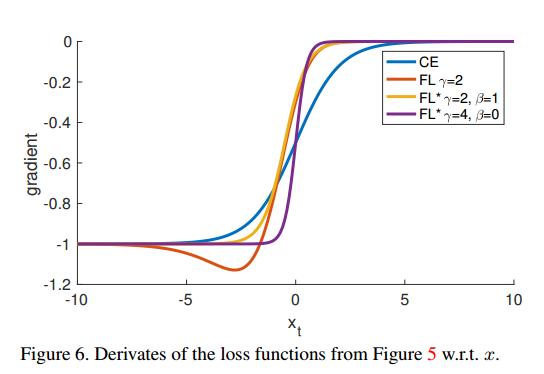 0
-0.2
-0.4
-0.6
-0.8
-1
-1.2
gradient
CE
FL γ=2
FL* γ=2, β=1
FL* γ=4, β=0
-10 -5 0 5 10
xt
Figure 6. Derivates of the loss functions from Figure 5 w.r.t. x.